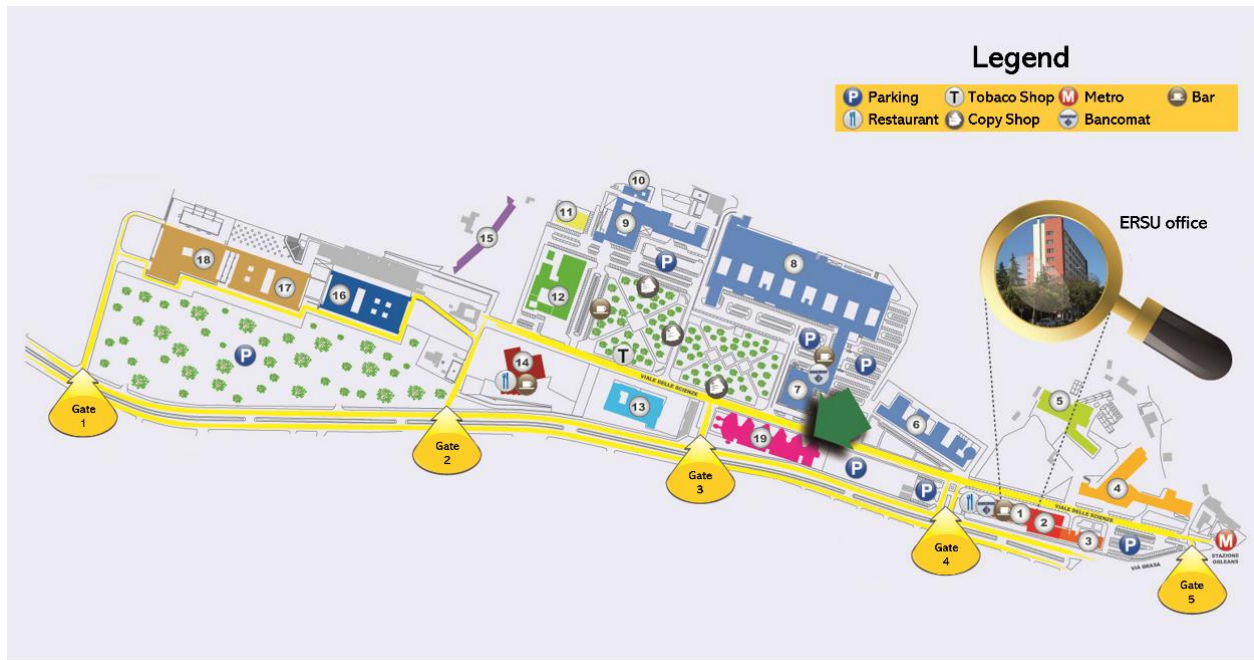 Legend
Parking
Tobaco Shop
Metro
Bar
Restaurant
Copy Shop
Bancomat
P
T
M
ERSU office
10
11
9
15
P
8
18
17
16
12
P
P
14
T
7
13
VIALE DELLE SCIENZE
19
6
5
P
P
4
1
2
3
VIALE DELLE SCIENZE
P
VIA BRASA
M
STAZIONE
ORLEANS
P
Gate
1
Gate
2
Gate
3
Gate
4
Gate
5